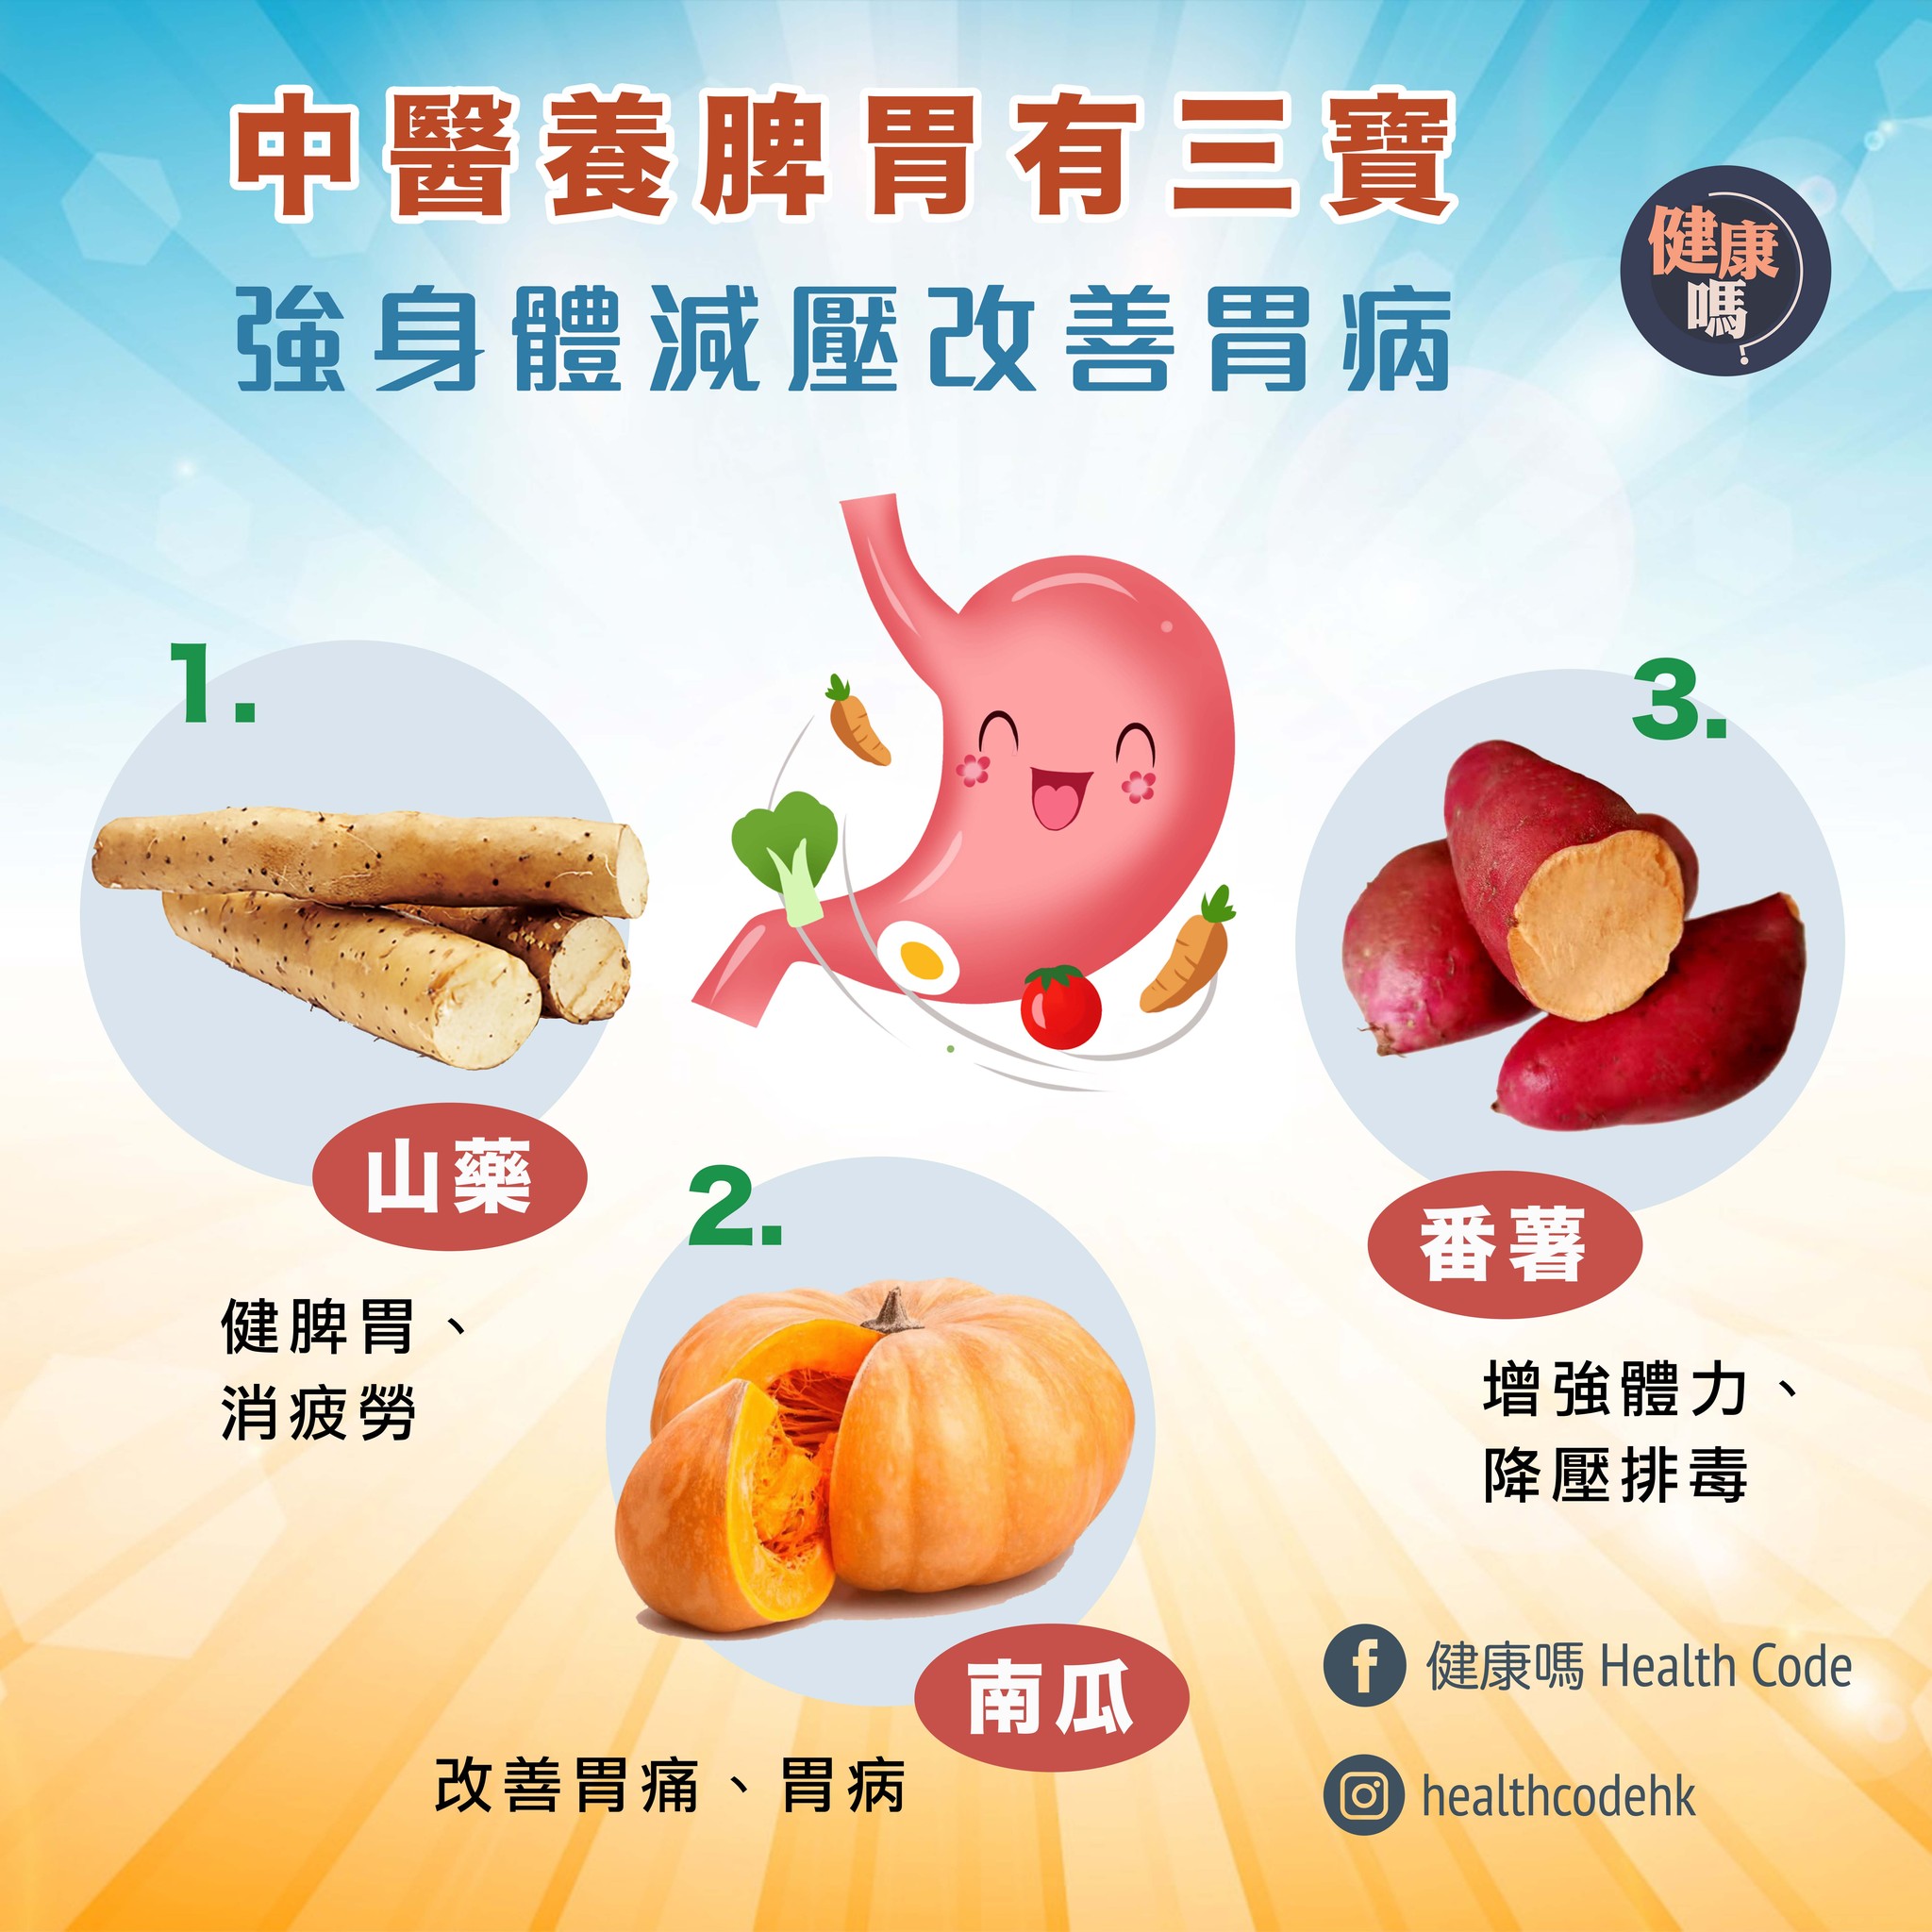 中醫養脾胃有三寶
強身體減壓改善胃病
健康
嗎?
1.
山藥
健脾胃、
消疲勞
2.
南瓜
改善胃痛、胃病
3.
番薯
增強體力、
降壓排毒
健康嗎 Health Code
healthcodehk